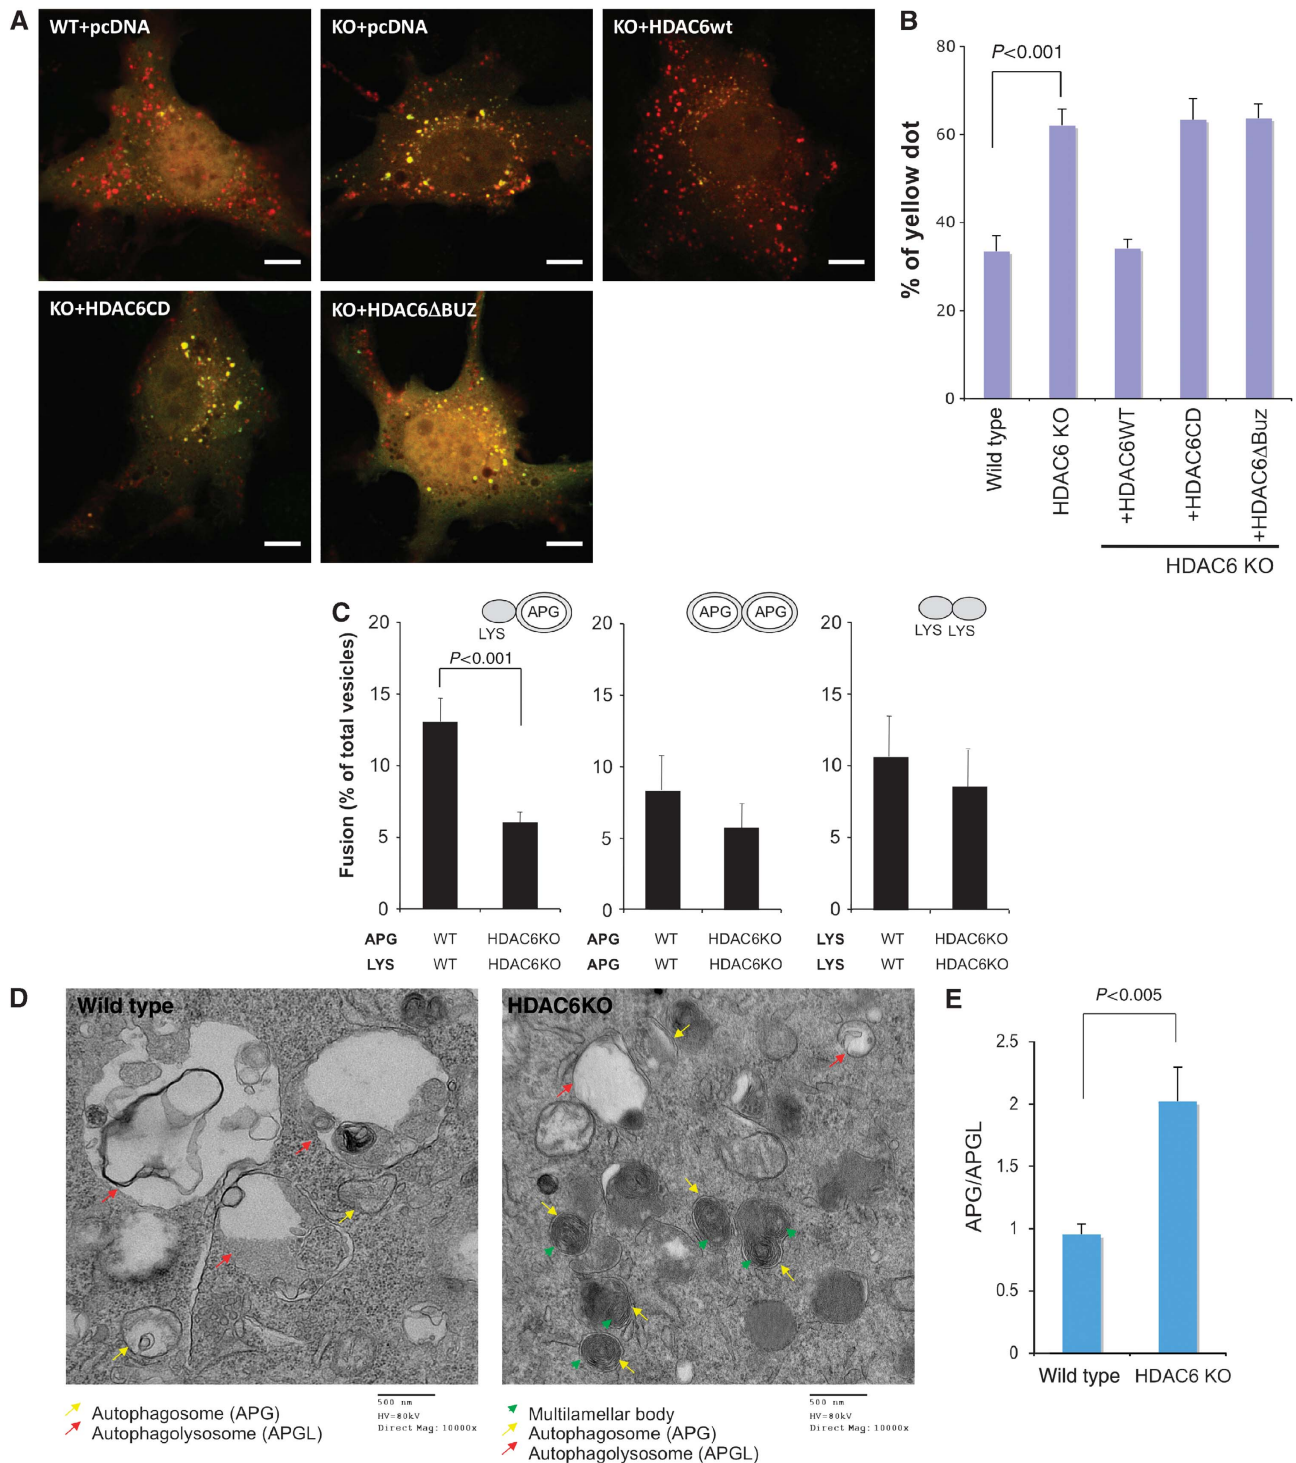 A
WT+pcDNA
KO+pcDNA
KO+HDAC6wt
KO+HDAC6CD
KO+HDAC6ΔBUZ
B
% of yellow dot
80
60
40
20
0
P<0.001
Wild type
HDAC6 KO
+HDAC6WT
+HDAC6CD
+HDAC6ΔBuz
HDAC6 KO
C
Fusion (% of total vesicles)
20
15
10
5
0
LYS
APG
P<0.001
APG WT HDAC6KO
LYS WT HDAC6KO
20
15
10
5
0
APG APG
APG WT HDAC6KO
APG WT HDAC6KO
20
15
10
5
0
LYS LYS
LYS WT HDAC6KO
LYS WT HDAC6KO
D
Wild type
500 nm
HV=80kV
Direct Mag: 10000x
Autophagosome (APG)
Autophagolysosome (APGL)
HDAC6KO
500 nm
HV=80kV
Direct Mag: 10000x
Multilamellar body
Autophagosome (APG)
Autophagolysosome (APGL)
E
P<0.005
APG/APGL
2.5
2
1.5
1
0.5
0
Wild type
HDAC6 KO